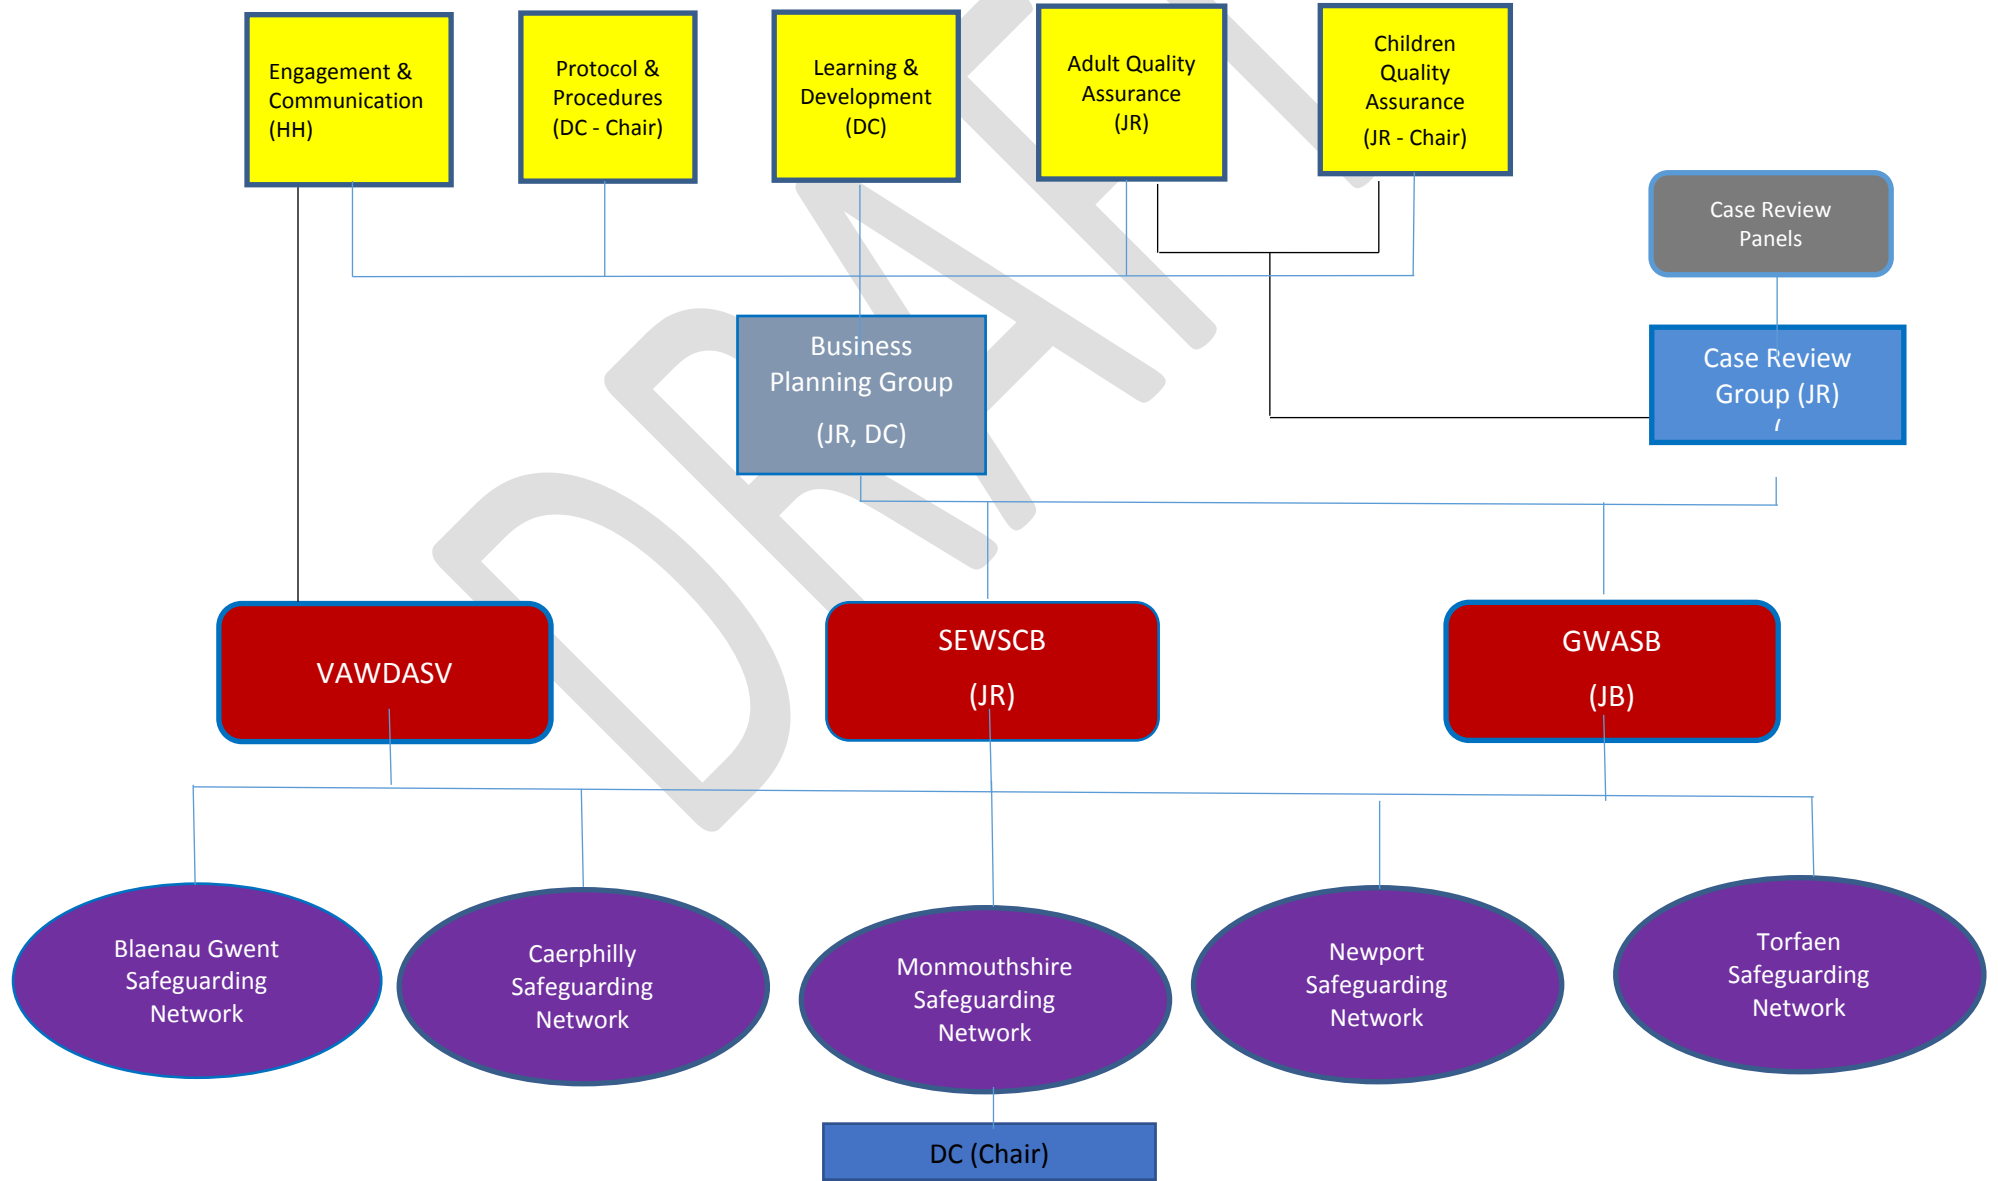 Engagement &
Communication
(HH)
Protocol &
Procedures
(DC - Chair)
Learning &
Development
(DC)
Adult Quality
Assurance
(JR)
Children
Quality
Assurance
(JR - Chair)
Case Review
Panels
Business
Planning Group
(JR, DC)
Case Review
Group (JR)
(
VAWDASV
SEWSCB
(JR)
GWASB
(JB)
Blaenau Gwent
Safeguarding
Network
Caerphilly
Safeguarding
Network
Monmouthshire
Safeguarding
Network
Newport
Safeguarding
Network
Torfaen
Safeguarding
Network
DC (Chair)
DRAFT